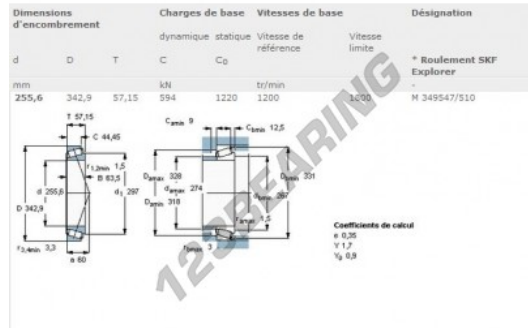 Dimensions d'encombrement Charges de base Vitesses de base Désignation
dynamique statique Vitesse de référence Vitesse limite
d D T C C0 * Roulement SKF Explorer
mm kN tr/min -
255,6 342,9 57,15 594 1220 1200 1600 M 349547/510
T 57,15
C 44,45
r1,2min 1,5
B 63,5
d 255,6
d1 297
D 342,9
r3,4min 3,3
a 60
Camin 9
Cbmin 12,5
Damax 328
Damin 318
damax 274
Dbmin 331
dbmin
ramax 1,5
rbmax 3
Coefficients de calcul
e 0,35
Y 1,7
Y0 0,9
123BEARING